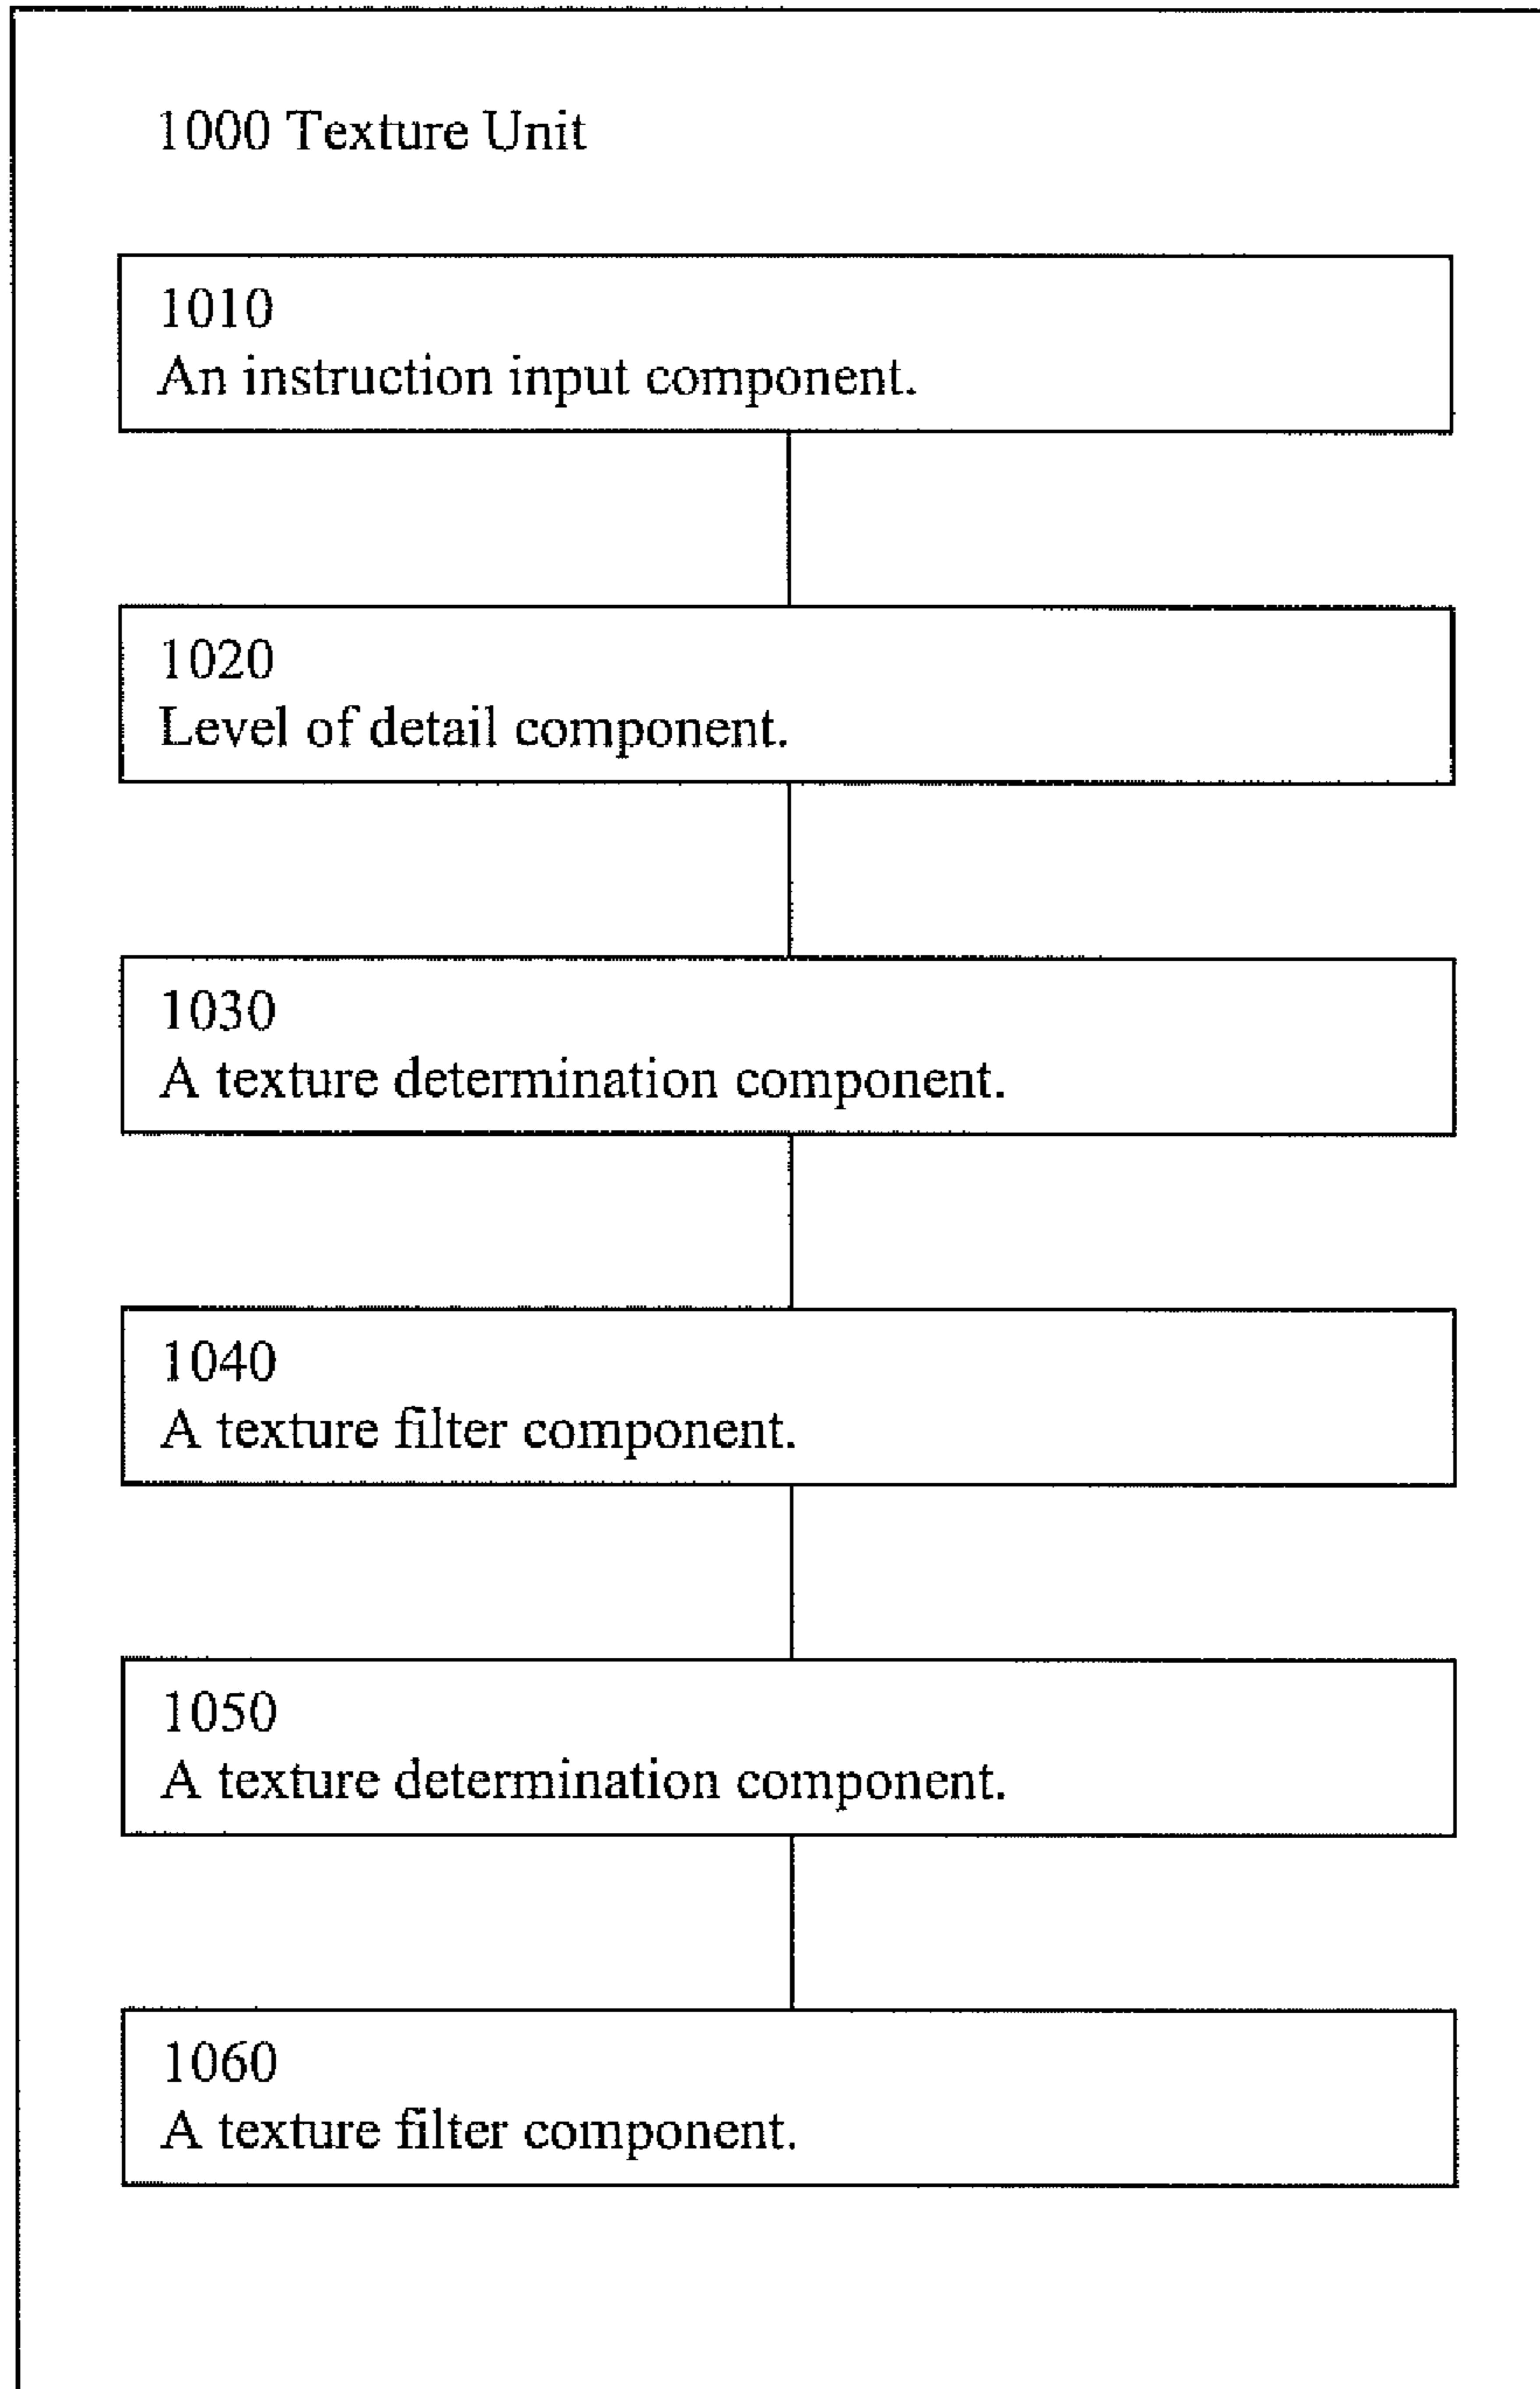 1000 Texture Unit
1010
An instruction input component.
1020
Level of detail component.
1030
A texture determination component.
1040
A texture filter component.
1050
A texture determination component.
1060
A texture filter component.